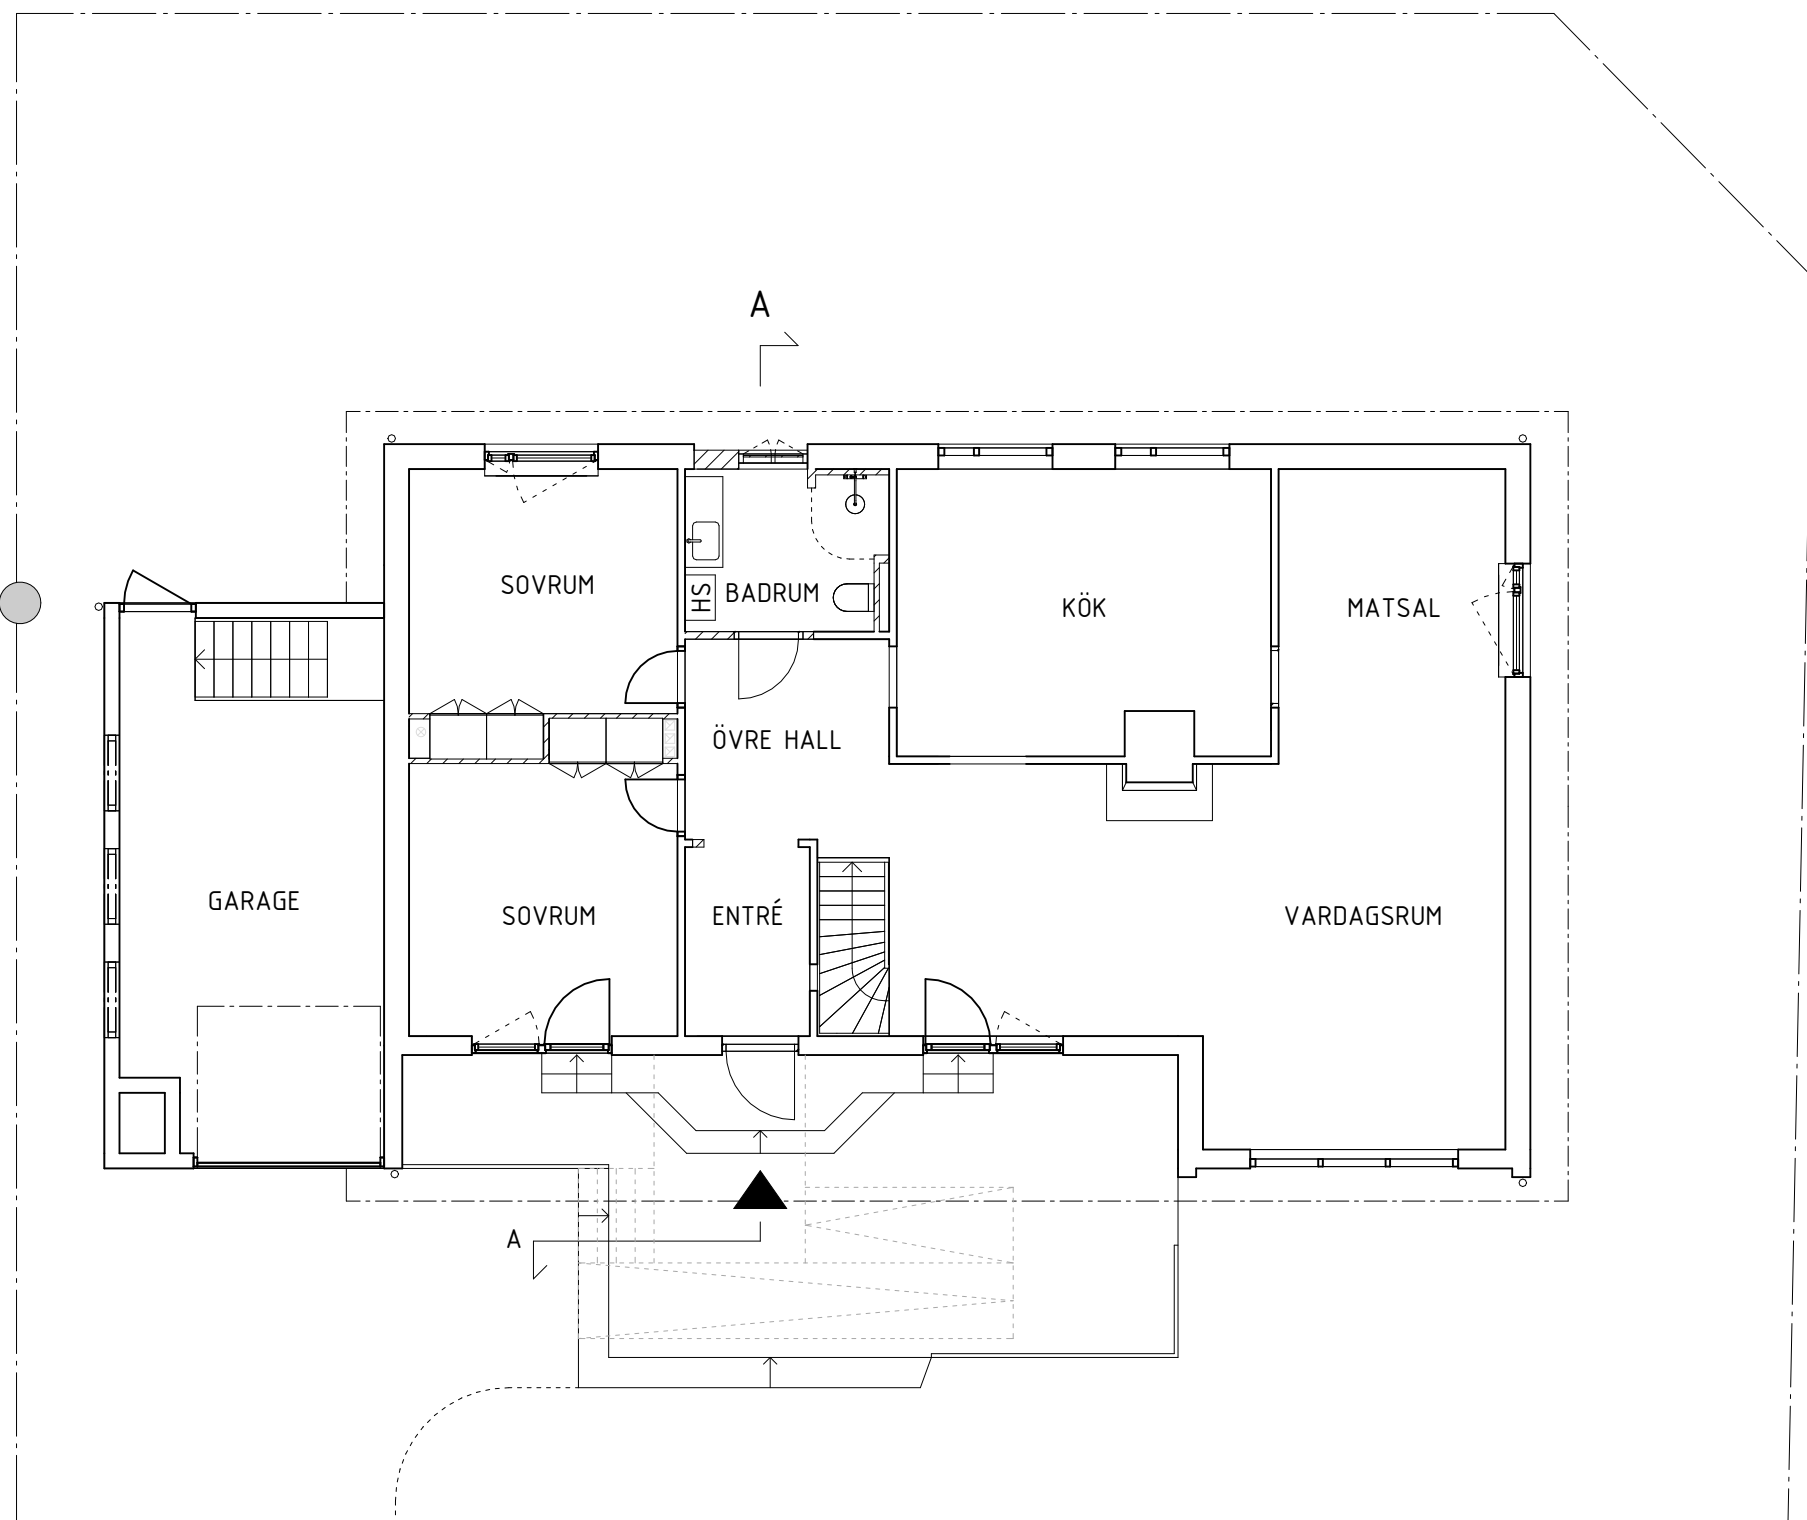 A
SOVRUM
HS
BADRUM
KÖK
MATSAL
ÖVRE HALL
GARAGE
SOVRUM
ENTRÉ
VARDAGSRUM
A